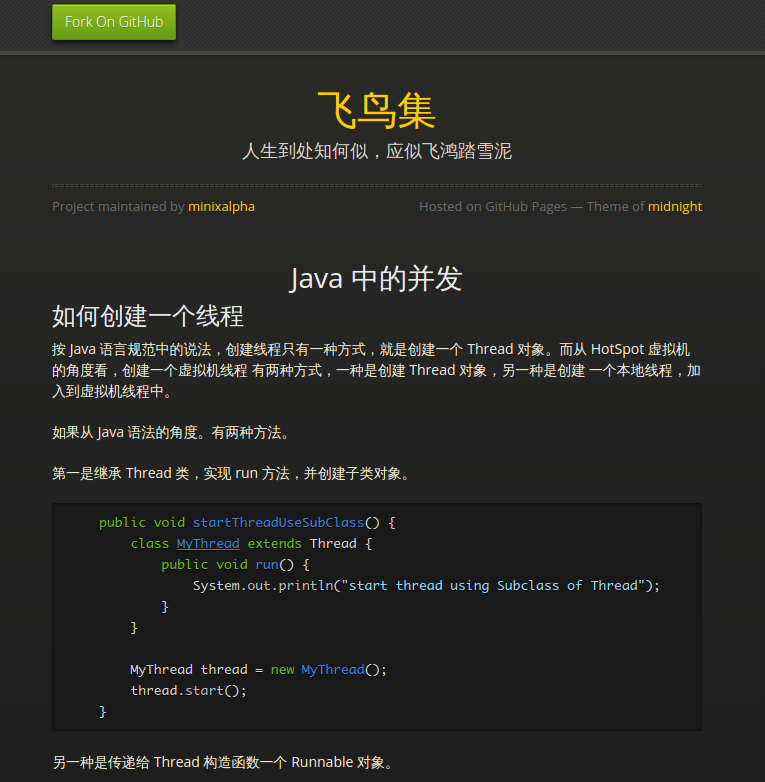 Fork On GitHub
飞鸟集
人生到处知何似，应似飞鸿踏雪泥
Project maintained by minixalpha
Hosted on GitHub Pages — Theme of midnight
Java 中的并发
如何创建一个线程
按 Java 语言规范中的说法，创建线程只有一种方式，就是创建一个 Thread 对象。而从 HotSpot 虚拟机
的角度看，创建一个虚拟机线程 有两种方式，一种是创建 Thread 对象，另一种是创建 一个本地线程，加
入到虚拟机线程中。
如果从 Java 语法的角度。有两种方法。
第一是继承 Thread 类，实现 run 方法，并创建子类对象。
public void startThreadUseSubClass() {
class MyThread extends Thread {
public void run() {
System.out.println("start thread using Subclass of Thread");
}
}
MyThread thread = new MyThread();
thread.start();
}
另一种是传递给 Thread 构造函数一个 Runnable 对象。